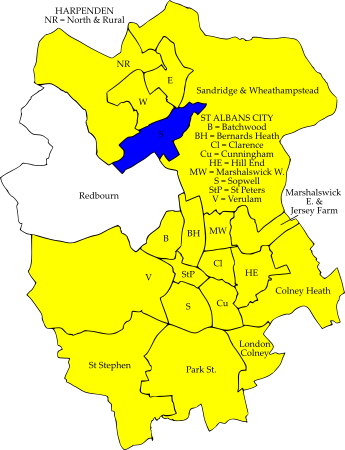 HARPENDEN
NR = North & Rural
NR
E
W
S
Sandridge & Wheathampstead
ST ALBANS CITY
B = Batchwood
BH = Bernards Heath
Cl = Clarence
Cu = Cunningham
HE = Hill End
MW = Marshalswick W.
S = Sopwell
StP = St Peters
V = Verulam
Redbourn
Marshalswick
E. &
Jersey Farm
B
BH
MW
V
StP
Cl
HE
Colney Heath
S
Cu
London
Colney
St Stephen
Park St.